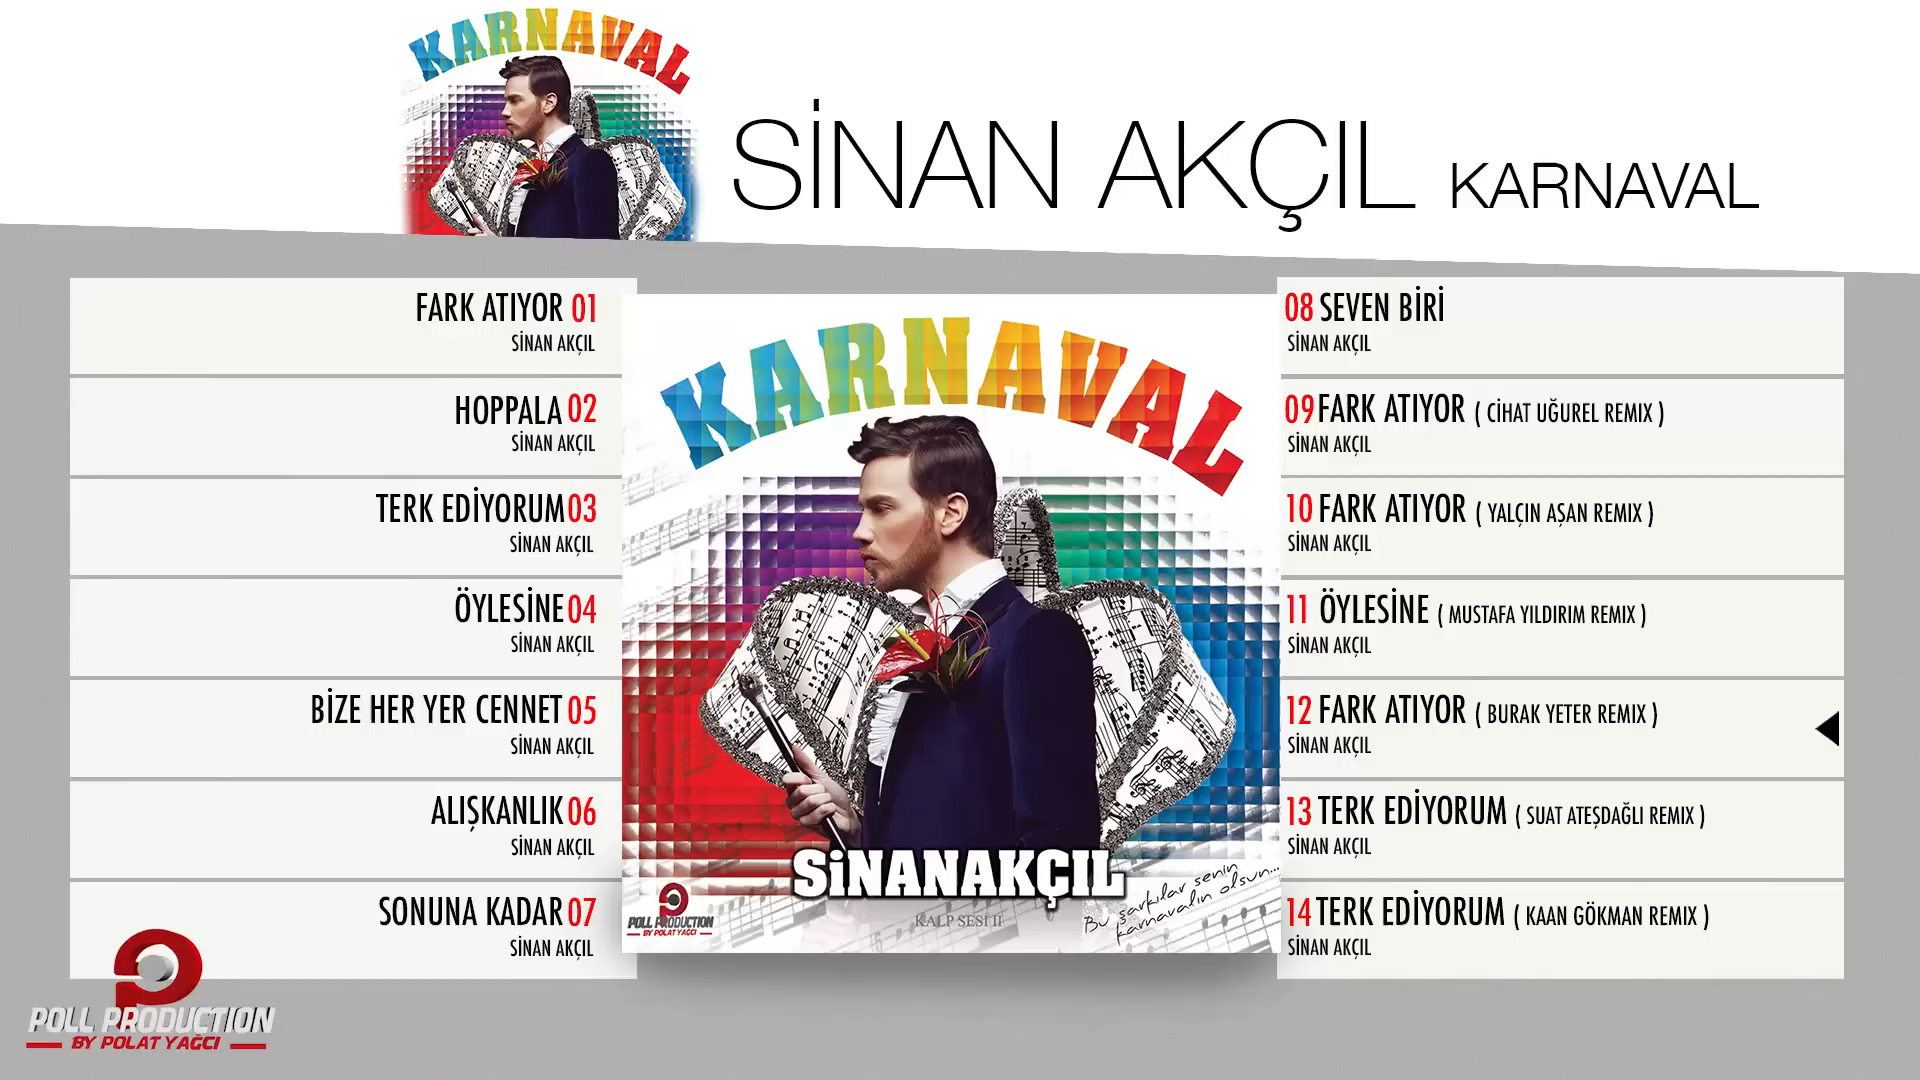 KARNAVAL
SİNAN AKÇIL KARNAVAL
FARK ATIYOR 01
SİNAN AKÇIL
HOPPALA 02
SİNAN AKÇIL
TERK EDİYORUM 03
SİNAN AKÇIL
ÖYLESİNE 04
SİNAN AKÇIL
BİZE HER YER CENNET 05
SİNAN AKÇIL
ALIŞKANLIK 06
SİNAN AKÇIL
SONUNA KADAR 07
SİNAN AKÇIL
KARNAVAL
SiNANAKÇIL
KALP SESİ II
Bu şarkılar senin
karnavalın olsun...
POLL PRODUCTION
BY POLAT YAĞCI
08 SEVEN BİRİ
SİNAN AKÇIL
09 FARK ATIYOR ( CİHAT UĞUREL REMIX )
SİNAN AKÇIL
10 FARK ATIYOR ( YALÇIN AŞAN REMIX )
SİNAN AKÇIL
11 ÖYLESİNE ( MUSTAFA YILDIRIM REMIX )
SİNAN AKÇIL
12 FARK ATIYOR ( BURAK YETER REMIX )
SİNAN AKÇIL
13 TERK EDİYORUM ( SUAT ATEŞDAĞLI REMIX )
SİNAN AKÇIL
14 TERK EDİYORUM ( KAAN GÖKMAN REMIX )
SİNAN AKÇIL
POLL PRODUCTION
BY POLAT YAĞCI